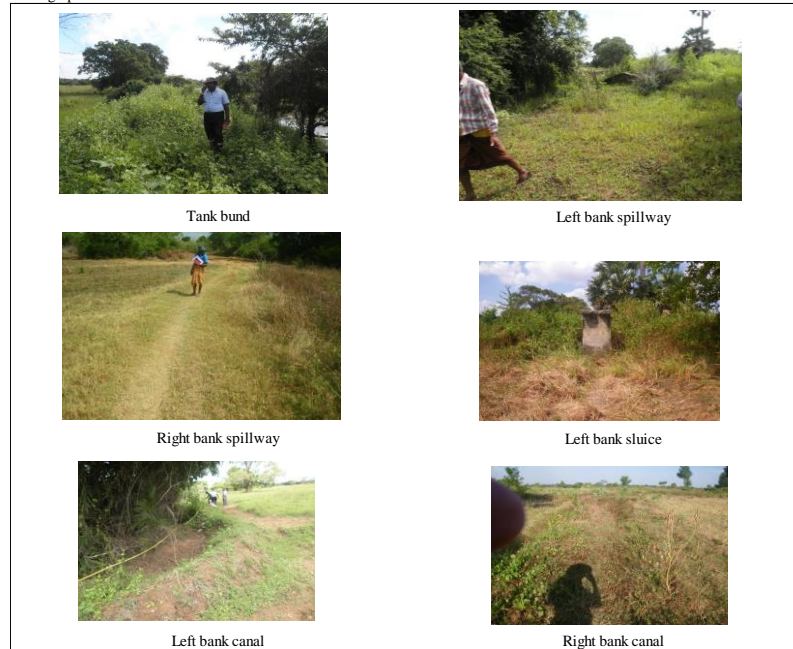 Tank bund
Left bank spillway
Right bank spillway
Left bank sluice
Left bank canal
Right bank canal